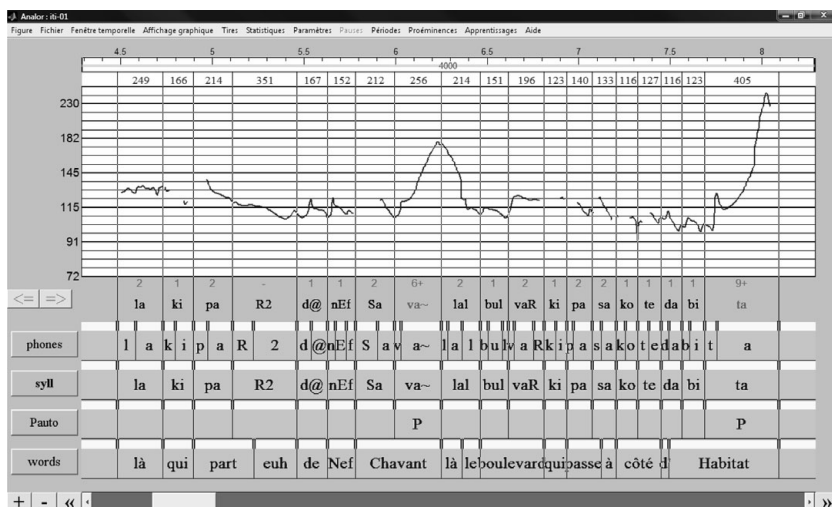 Analor : iti-01
Figure Fichier Fenêtre temporelle Affichage graphique Tires Statistiques Paramètres Pauses Périodes Proéminences Apprentissages Aide
4.5 5 5.5 6 6.5 7 7.5 8
4000
249 166 214 351 167 152 212 256 214 151 196 123 140 133 116 127 116 123 405
230
182
145
115
91
72
2 1 2 - 1 1 2 6+ 2 1 2 1 2 2 1 1 1 1 9+
<= => la ki pa R2 d@ nEf Sa va~ lal bul vaR ki pa sa ko te da bi ta
phones l a k i p a R 2 d @ n E f S a v a~ l a l b u l v a R k i p a s a k o t e d a b i t a
syll la ki pa R2 d@ nEf Sa va~ lal bul vaR ki pa sa ko te da bi ta
Pauto P P
words là qui part euh de Nef Chavant là le boulevard qui passe à côté d' Habitat
+ - « »